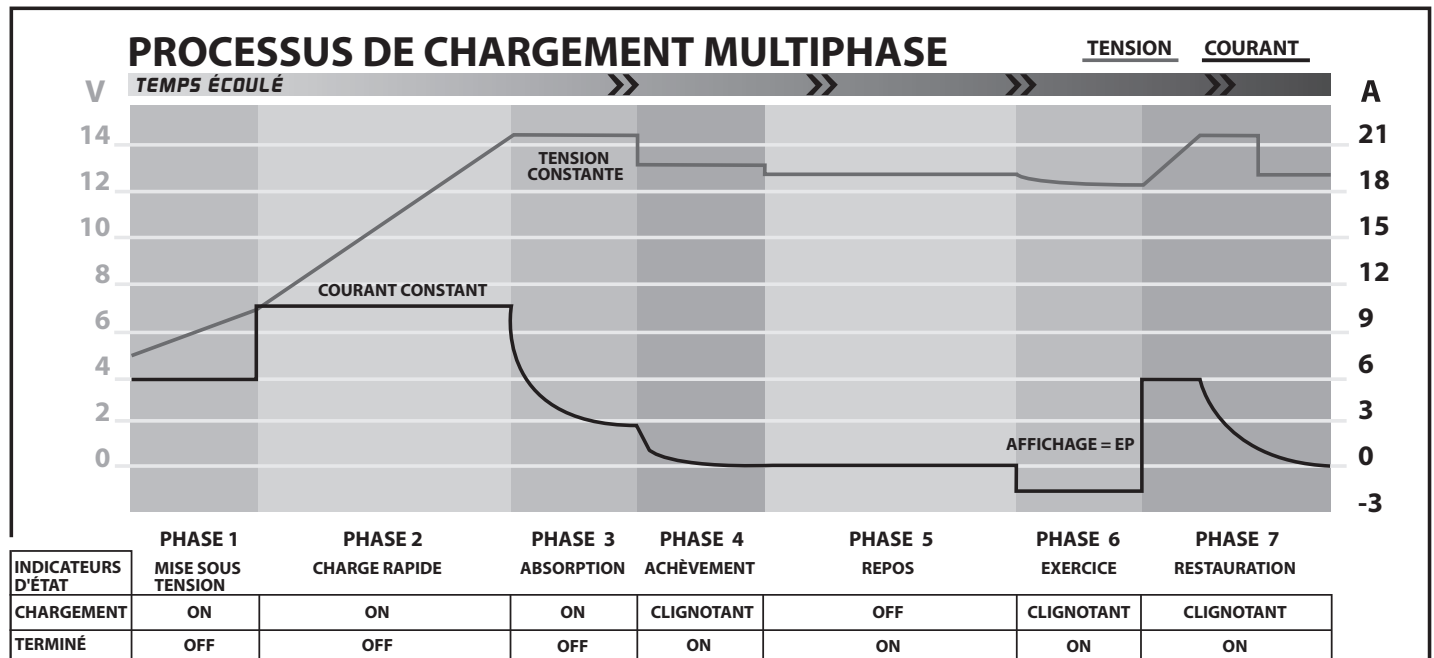 PROCESSUS DE CHARGEMENT MULTIPHASE
TENSION COURANT
V TEMPS ÉCOULÉ A
14 21
TENSION
CONSTANTE
12 18
10 15
8 12
COURANT CONSTANT
6 9
4 6
2 3
AFFICHAGE = EP
0 0
-3
PHASE 1 PHASE 2 PHASE 3 PHASE 4 PHASE 5 PHASE 6 PHASE 7
INDICATEURS
D'ÉTAT
MISE SOUS
TENSION
CHARGE RAPIDE ABSORPTION ACHÈVEMENT REPOS EXERCICE RESTAURATION
CHARGEMENT ON ON ON CLIGNOTANT OFF CLIGNOTANT CLIGNOTANT
TERMINÉ OFF OFF OFF ON ON ON ON